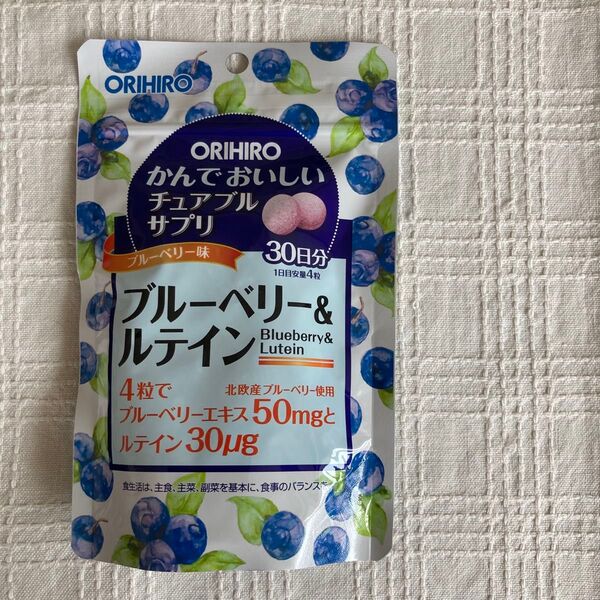 ORIHIRO
ORIHIRO
かんで おいしい
チュアブル
サプリ
ブルーベリー味
30日分
1日目安量4粒
ブルーベリー&
ルテイン
Blueberry&
Lutein
4粒で
北欧産ブルーベリー使用
ブルーベリーエキス 50mgと
ルテイン 30μg
食生活は、主食、主菜、副菜を基本に、食事のバランスを